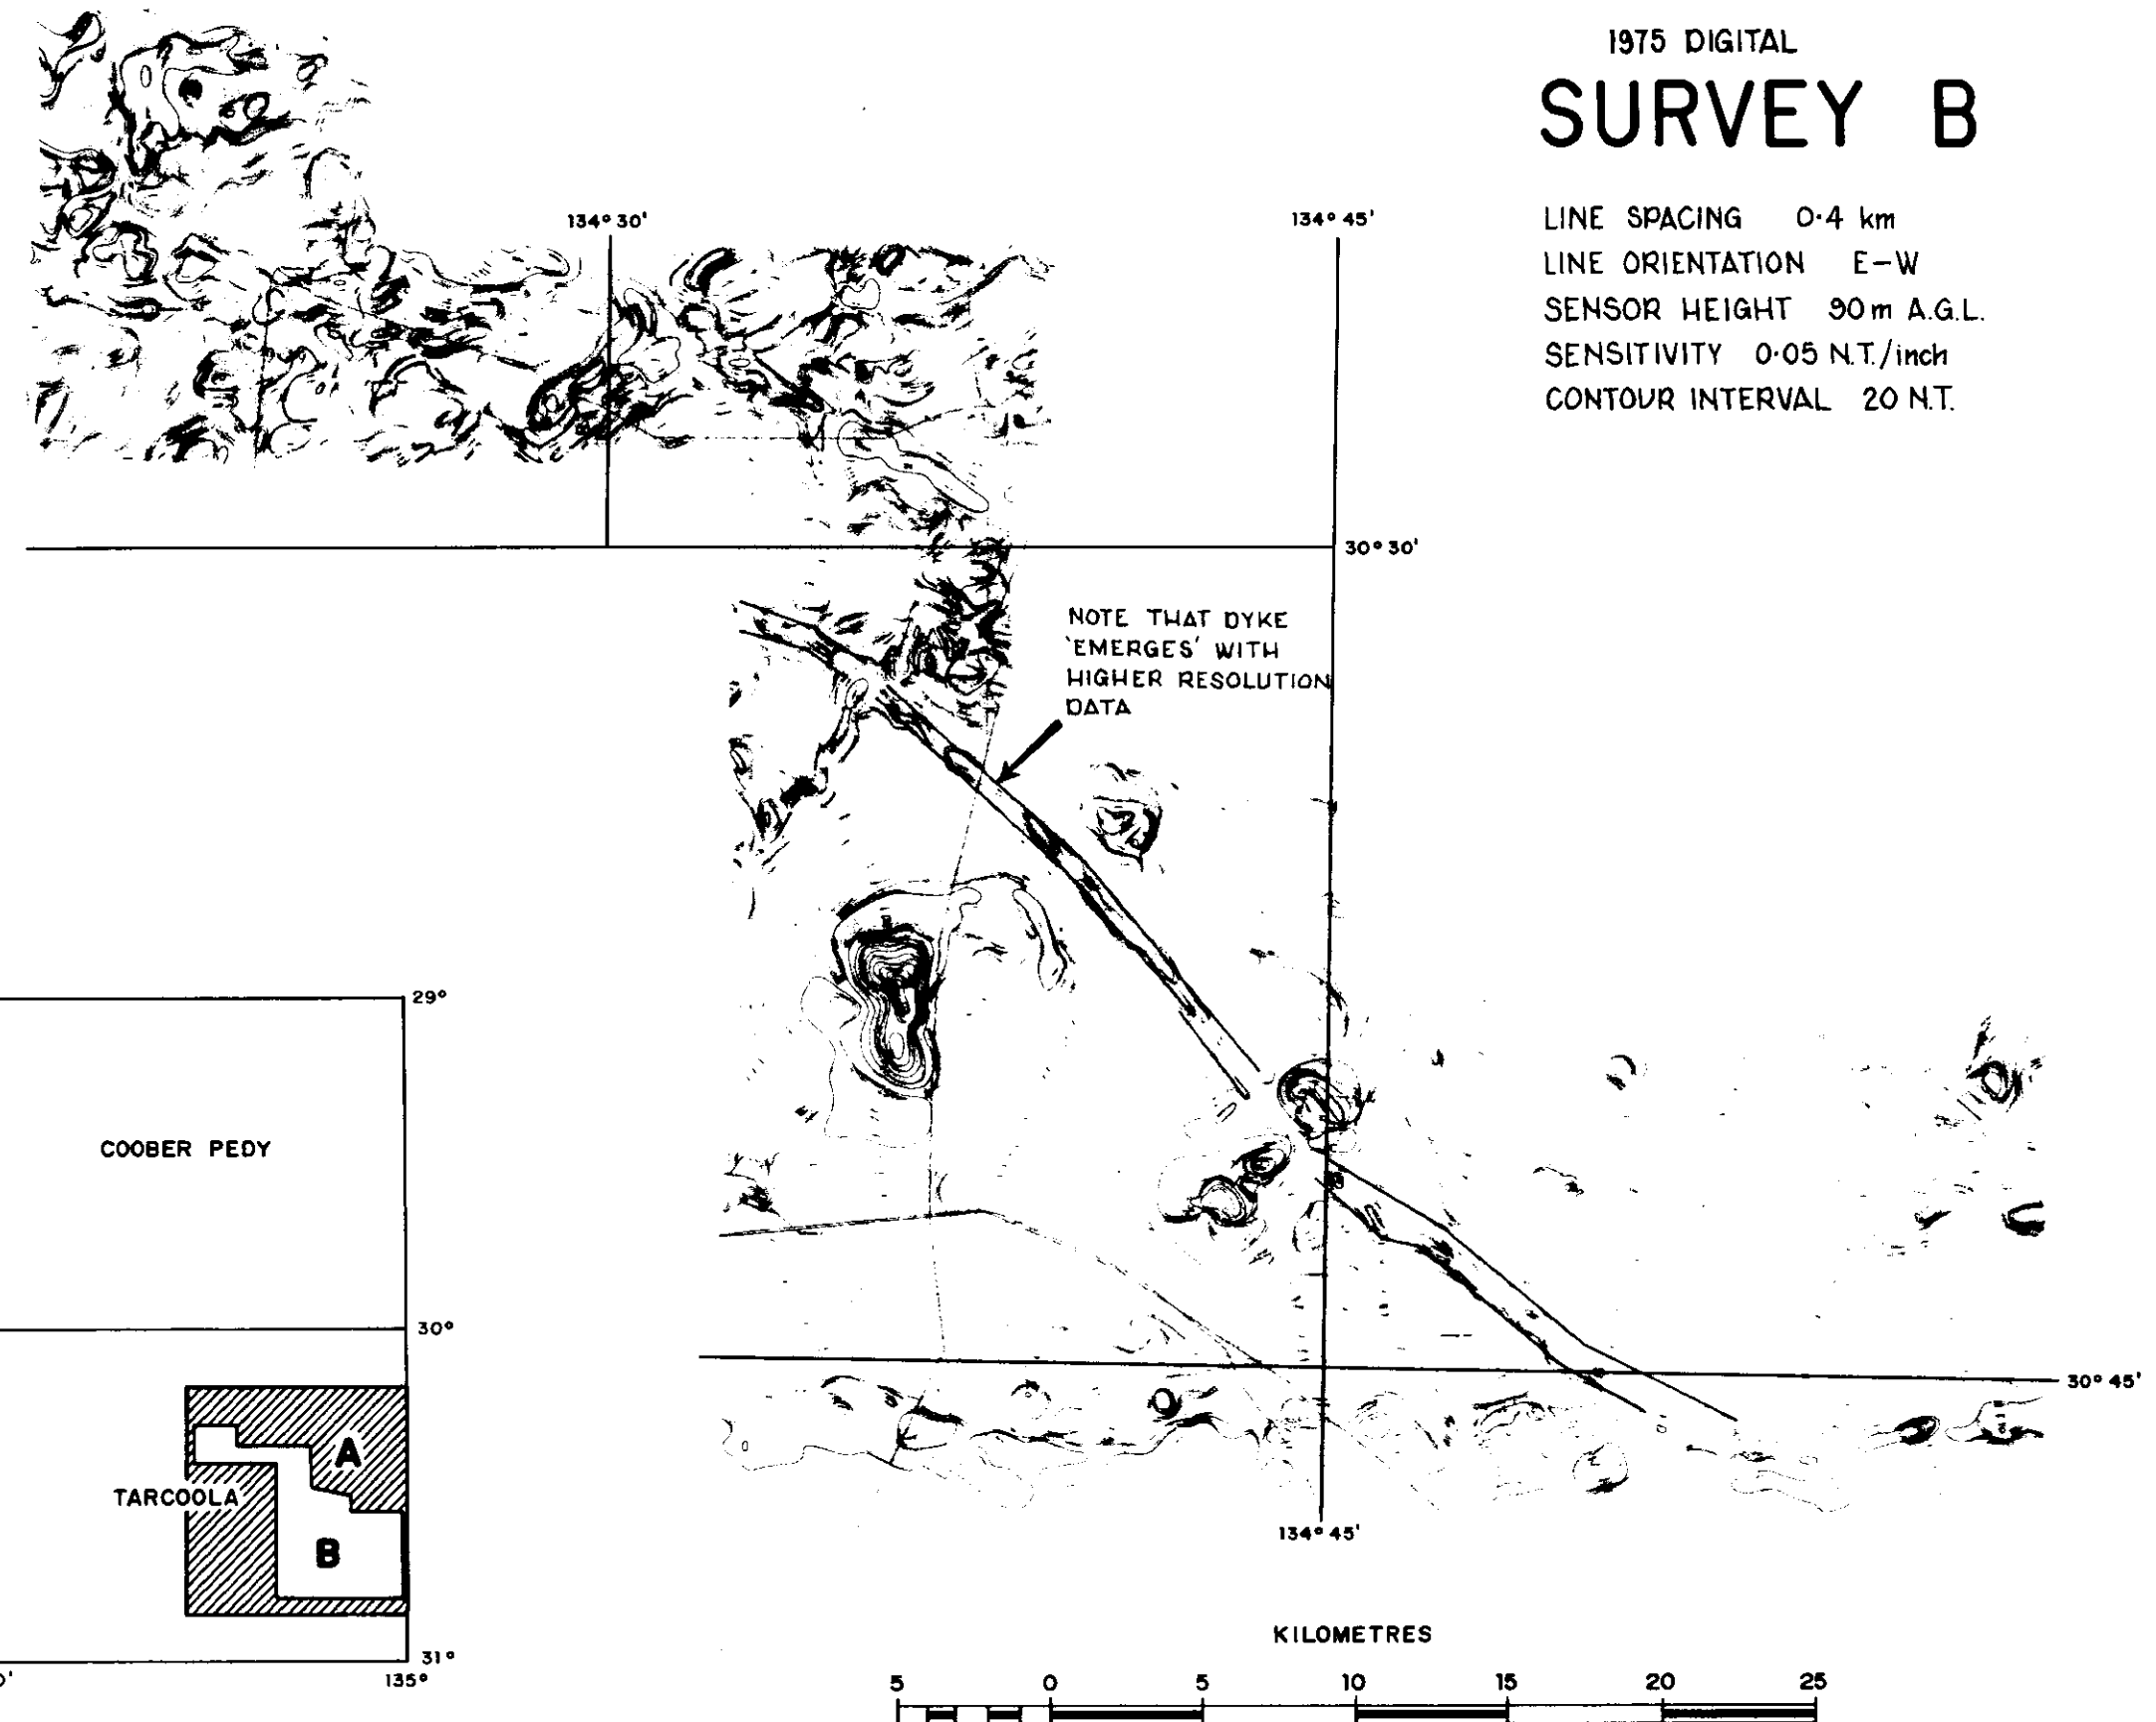 1975 DIGITAL
SURVEY B
LINE SPACING 0·4 km
LINE ORIENTATION E-W
SENSOR HEIGHT 90m A.G.L.
SENSITIVITY 0·05 N.T./inch
CONTOUR INTERVAL 20 N.T.
134° 30'
134° 45'
30° 30'
NOTE THAT DYKE
'EMERGES' WITH
HIGHER RESOLUTION
DATA
29°
COOBER PEDY
30°
A
TARCOOLA
B
31°
135°
30° 45'
134° 45'
KILOMETRES
5 0 5 10 15 20 25